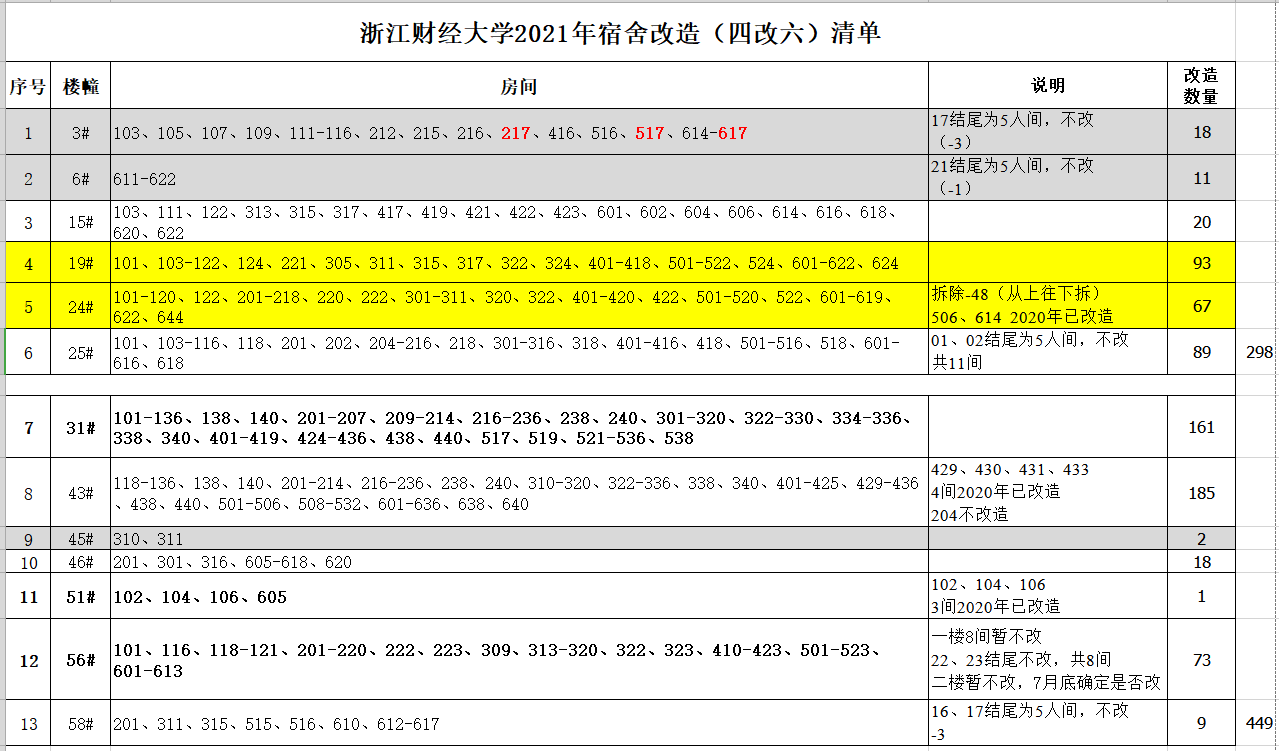 浙江财经大学2021年宿舍改造（四改六）清单
序号 楼幢 房间 说明 改造
数量
1 3# 103、105、107、109、111-116、212、215、216、217、416、516、517、614-617 17结尾为5人间，不改
（-3） 18
2 6# 611-622 21结尾为5人间，不改
（-1） 11
3 15# 103、111、122、313、315、317、417、419、421、422、423、601、602、604、606、614、616、618、
620、622 20
4 19# 101、103-122、124、221、305、311、315、317、322、324、401-418、501-522、524、601-622、624 93
5 24# 101-120、122、201-218、220、222、301-311、320、322、401-420、422、501-520、522、601-619、
622、644 拆除-48（从上往下拆）
506、614 2020年已改造 67
6 25# 101、103-116、118、201、202、204-216、218、301-316、318、401-416、418、501-516、518、601-
616、618 01、02结尾为5人间，不改
共11间 89 298
7 31# 101-136、138、140、201-207、209-214、216-236、238、240、301-320、322-330、334-336、
338、340、401-419、424-436、438、440、517、519、521-536、538 161
8 43# 118-136、138、140、201-214、216-236、238、240、310-320、322-336、338、340、401-425、429-436
、438、440、501-506、508-532、601-636、638、640 429、430、431、433
4间2020年已改造
204不改造 185
9 45# 310、311 2
10 46# 201、301、316、605-618、620 18
11 51# 102、104、106、605 102、104、106
3间2020年已改造 1
12 56# 101、116、118-121、201-220、222、223、309、313-320、322、323、410-423、501-523、
601-613 一楼8间暂不改
22、23结尾不改，共8间
二楼暂不改，7月底确定是否改 73
13 58# 201、311、315、515、516、610、612-617 16、17结尾为5人间，不改
-3 9 449